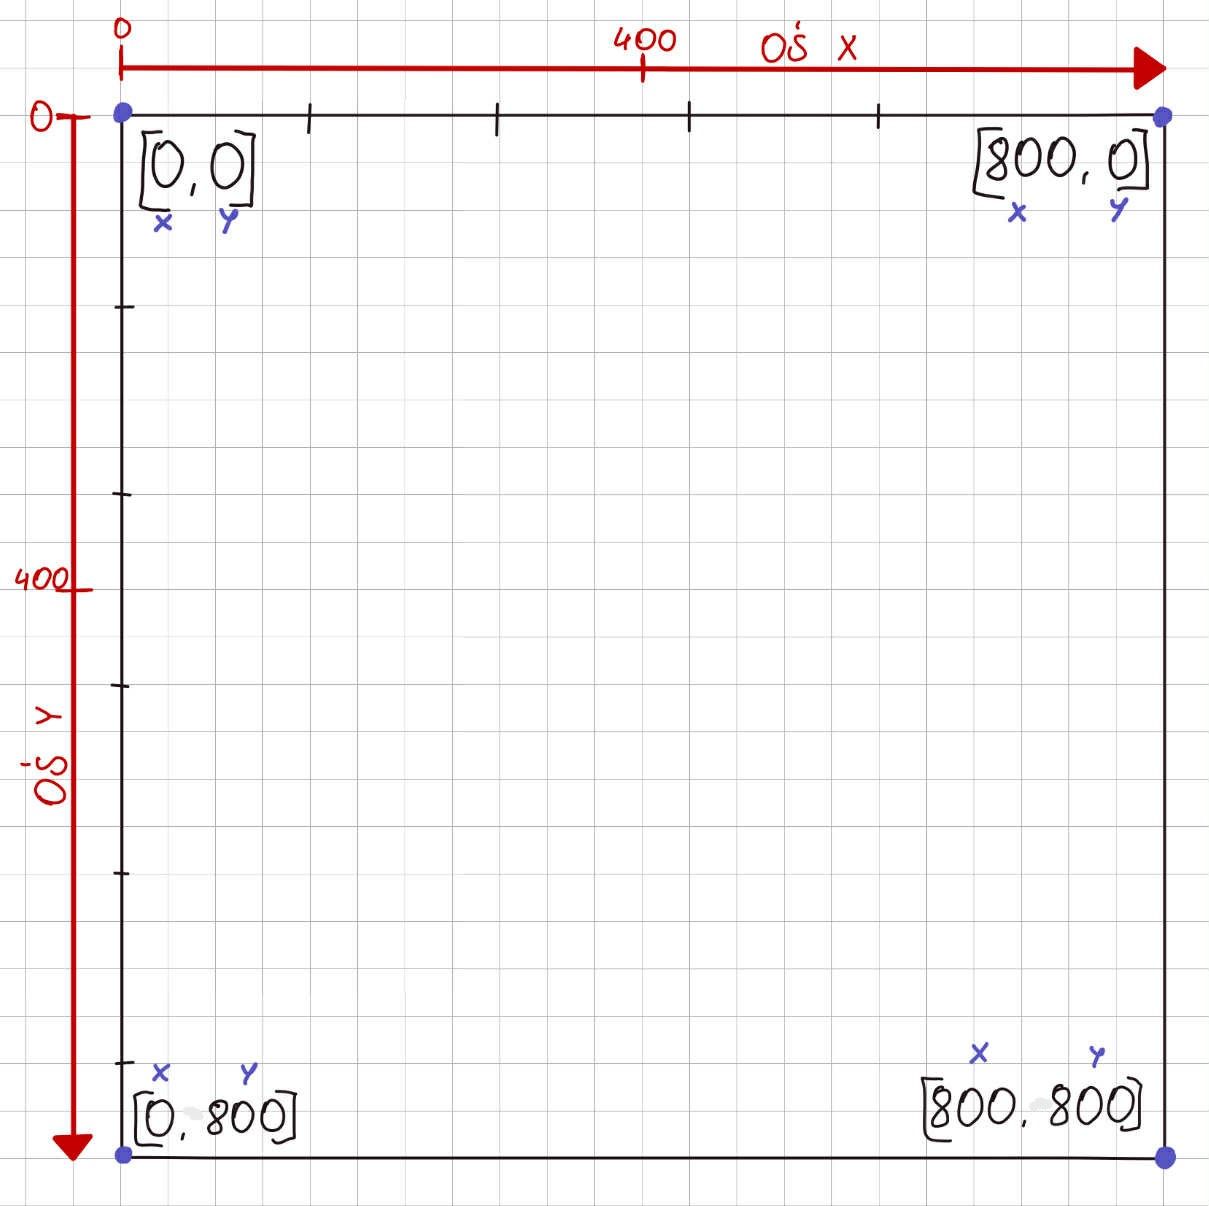 0
400 OŚ X
0
[0, 0]
X Y
[800, 0]
X Y
400
OŚ Y
X Y
[0, 800]
X Y
[800, 800]